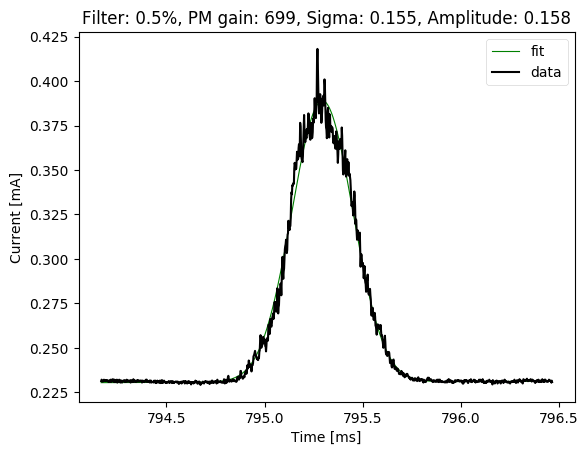 Filter: 0.5%, PM gain: 699, Sigma: 0.155, Amplitude: 0.158
fit
data
Current [mA]
0.425
0.400
0.375
0.350
0.325
0.300
0.275
0.250
0.225
794.5
795.0
795.5
796.0
796.5
Time [ms]